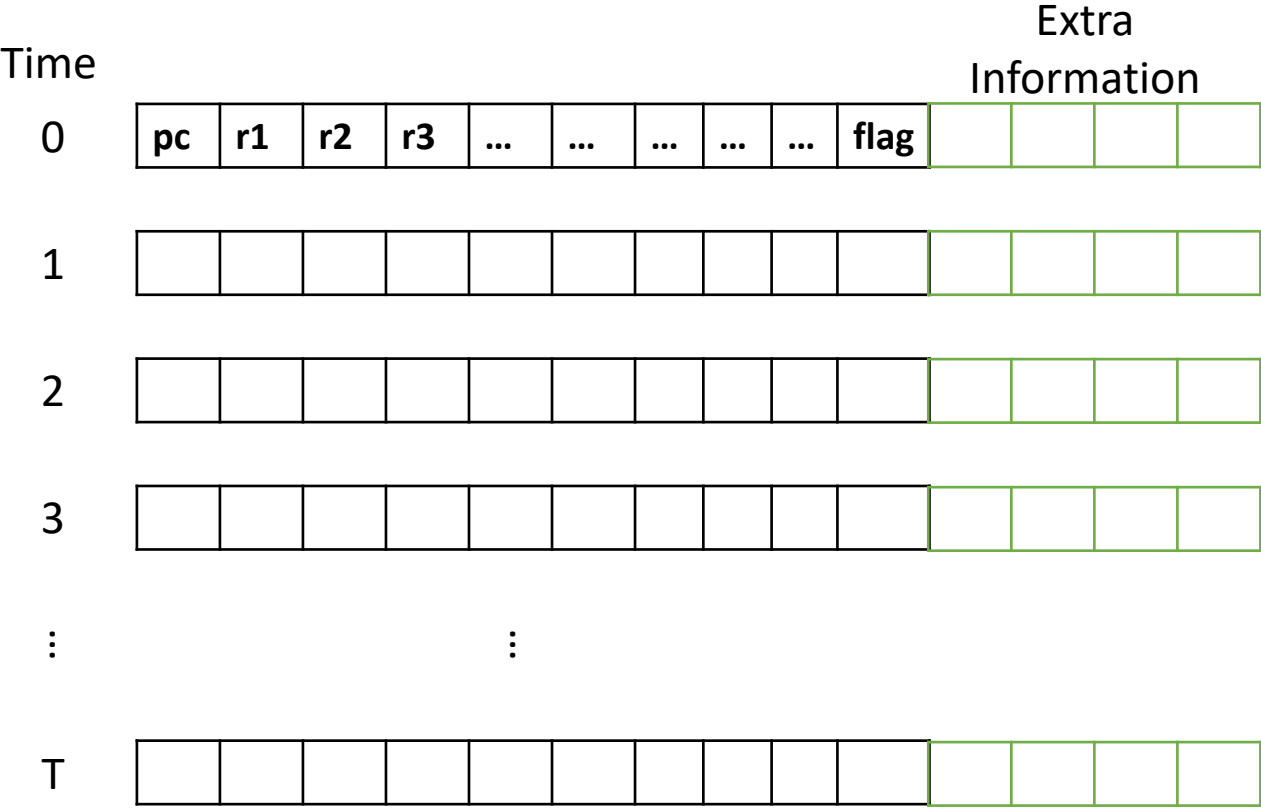 Extra
Information
Time
0 pc r1 r2 r3 ... ... ... ... ... flag
1
2
3
⋮ ⋮
T